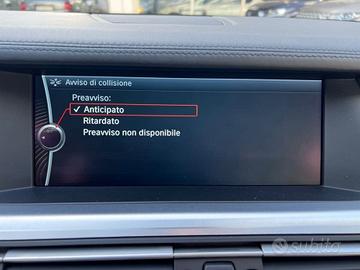 Avviso di collisione
Preavviso:
✓ Anticipato
Ritardato
Preavviso non disponibile
subito